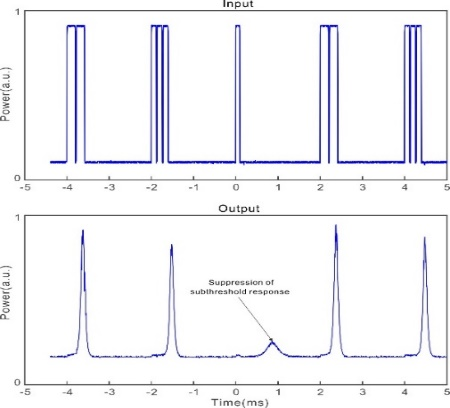 Input
1
Power(a.u.)
0
-5 -4 -3 -2 -1 0 1 2 3 4 5
Output
1
Suppression of
subthreshold response
Power(a.u.)
0
-5 -4 -3 -2 -1 0 1 2 3 4 5
Time(ms)